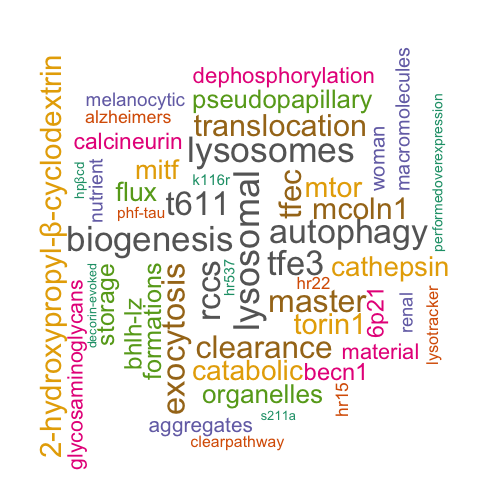 dephosphorylation
melanocytic
pseudopapillary
alzheimers
translocation
calcineurin
lysosomes
mitf
k116r
tfec
mtor
woman
macromolecules
performedoverexpression
2-hydroxypropyl-β-cyclodextrin
hpβcd
nutrient
flux
phf-tau
t611
mcoln1
biogenesis
lysosomal
autophagy
rccs
hr537
tfe3
cathepsin
glycosaminoglycans
decorin-evoked
storage
bhlh-lz
formations
exocytosis
hr22
master
torin1
6p21
renal
lysotracker
clearance
material
catabolic
becn1
organelles
hr15
s211a
aggregates
clearpathway